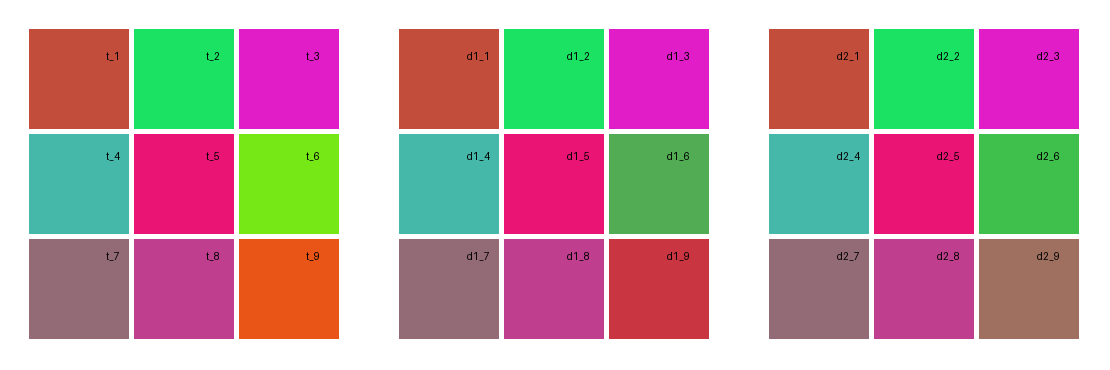 t_1 t_2 t_3 d1_1 d1_2 d1_3 d2_1 d2_2 d2_3
t_4 t_5 t_6 d1_4 d1_5 d1_6 d2_4 d2_5 d2_6
t_7 t_8 t_9 d1_7 d1_8 d1_9 d2_7 d2_8 d2_9